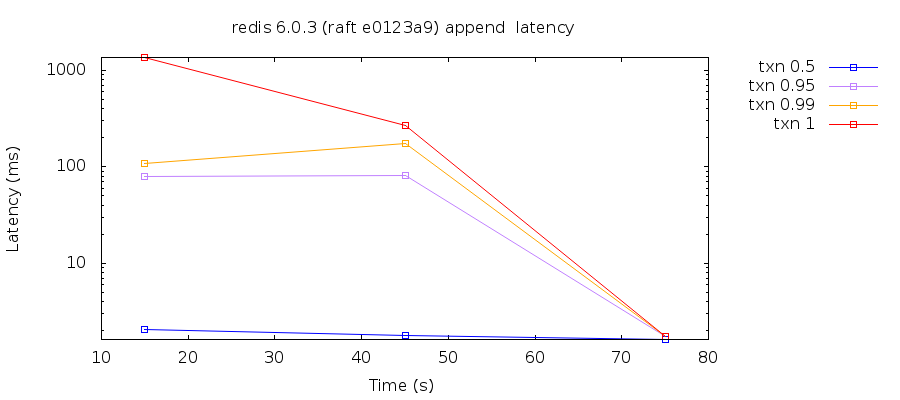 redis 6.0.3 (raft e0123a9) append  latency
txn 0.5
txn 0.95
txn 0.99
txn 1
Latency (ms)
1000
100
10
10 20 30 40 50 60 70 80
Time (s)